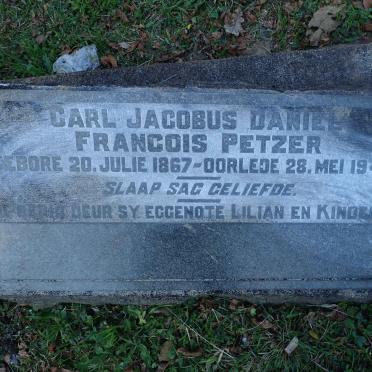 CARL JACOBUS DANIEL
FRANCOIS PETZER
GEBORE 20. JULIE 1867-OORLEDE 28. MEI 19
SLAAP SAG GELIEFDE.
DEUR SY EGGENOTE LILIAN EN KINDE